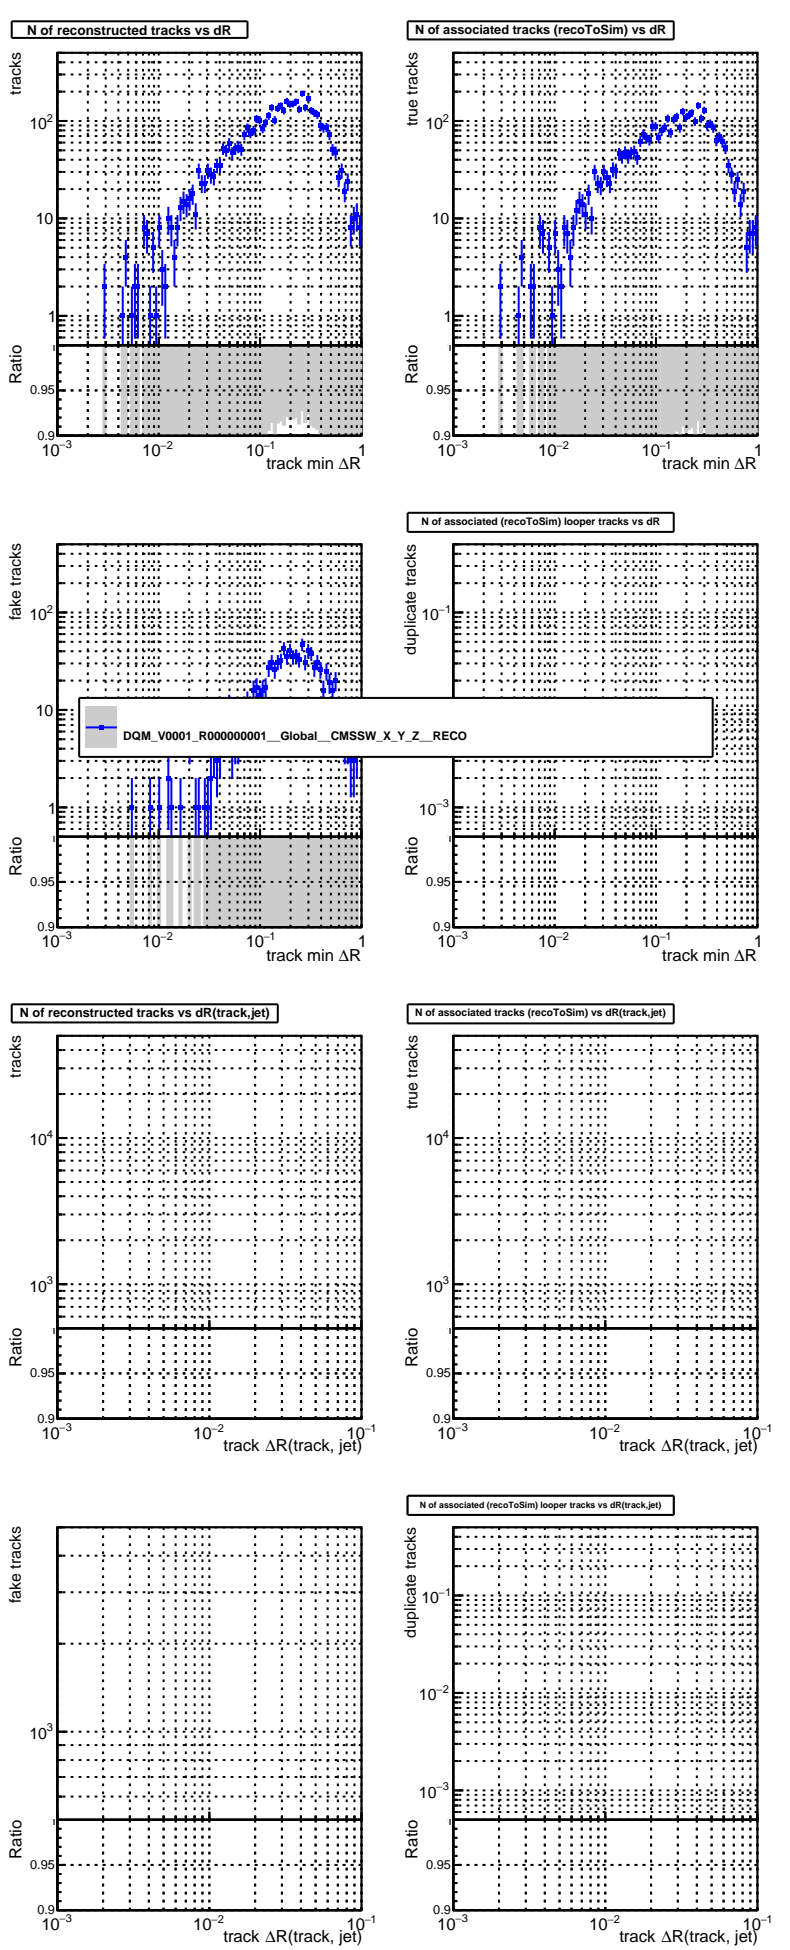 N of reconstructed tracks vs dR
tracks
10²
10
1
Ratio
0.95
0.9
10⁻³ 10⁻² 10⁻¹ 1
track min ΔR
N of associated tracks (recoToSim) vs dR
true tracks
10²
10
1
Ratio
0.95
0.9
10⁻³ 10⁻² 10⁻¹ 1
track min ΔR
fake tracks
10²
10
1
Ratio
0.95
0.9
10⁻³ 10⁻² 10⁻¹ 1
track min ΔR
N of associated (recoToSim) looper tracks vs dR
duplicate tracks
10⁻¹
10⁻³
Ratio
0.95
0.9
10⁻³ 10⁻² 10⁻¹ 1
track min ΔR
DQM_V0001_R000000001__Global__CMSSW_X_Y_Z__RECO
N of reconstructed tracks vs dR(track,jet)
tracks
10⁴
10³
Ratio
0.95
0.9
10⁻³ 10⁻² 10⁻¹
track ΔR(track, jet)
N of associated tracks (recoToSim) vs dR(track,jet)
true tracks
10⁴
10³
Ratio
0.95
0.9
10⁻³ 10⁻² 10⁻¹
track ΔR(track, jet)
fake tracks
10³
Ratio
0.95
0.9
10⁻³ 10⁻² 10⁻¹
track ΔR(track, jet)
N of associated (recoToSim) looper tracks vs dR(track,jet)
duplicate tracks
10⁻¹
10⁻²
10⁻³
Ratio
0.95
0.9
10⁻³ 10⁻² 10⁻¹
track ΔR(track, jet)